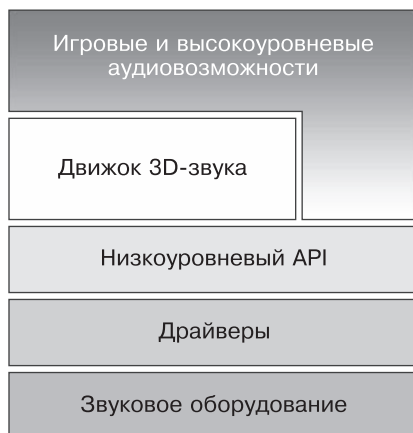 Игровые и высокоуровневые
аудиовозможности
Движок 3D-звука
Низкоуровневый API
Драйверы
Звуковое оборудование